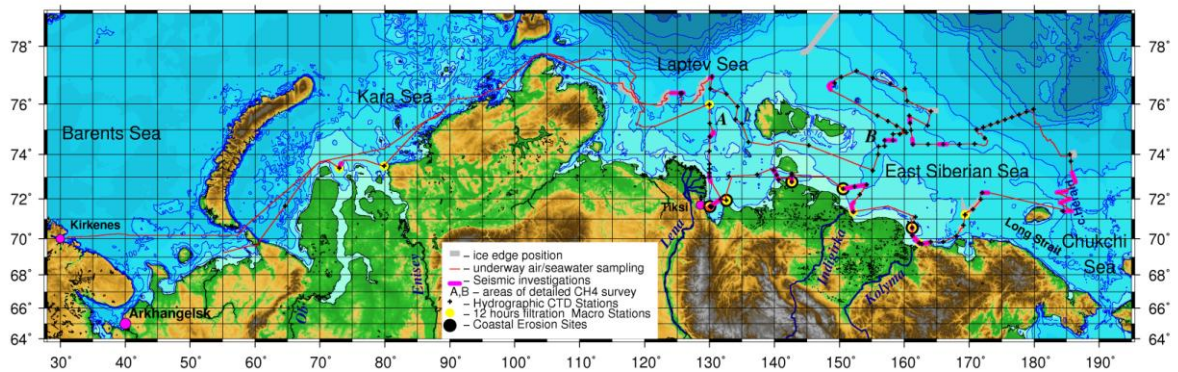 78˚
76˚
74˚
72˚
70˚
68˚
66˚
64˚
78˚
76˚
74˚
72˚
70˚
68˚
66˚
64˚
Laptev Sea
Kara Sea
Barents Sea
A
B
East Siberian Sea
Tiksi
Kirkenes
Long Strait
Chukchi
Sea
Lena
Indigirka
Kolyma
Enisey
Ob
Arkhangelsk
– ice edge position
– underway air/seawater sampling
– Seismic investigations
A,B – areas of detailed CH4 survey
– Hydrographic CTD Stations
– 12 hours filtration Macro Stations
– Coastal Erosion Sites
30 40 50 60 70 80 90 100 110 120 130 140 150 160 170 180 190